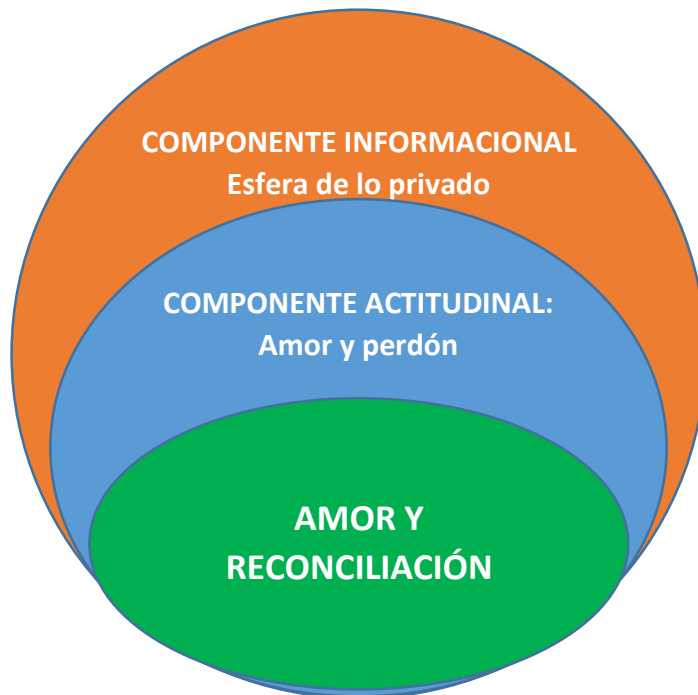 COMPONENTE INFORMACIONAL
Esfera de lo privado
COMPONENTE ACTITUDINAL:
Amor y perdón
AMOR Y
RECONCILIACIÓN